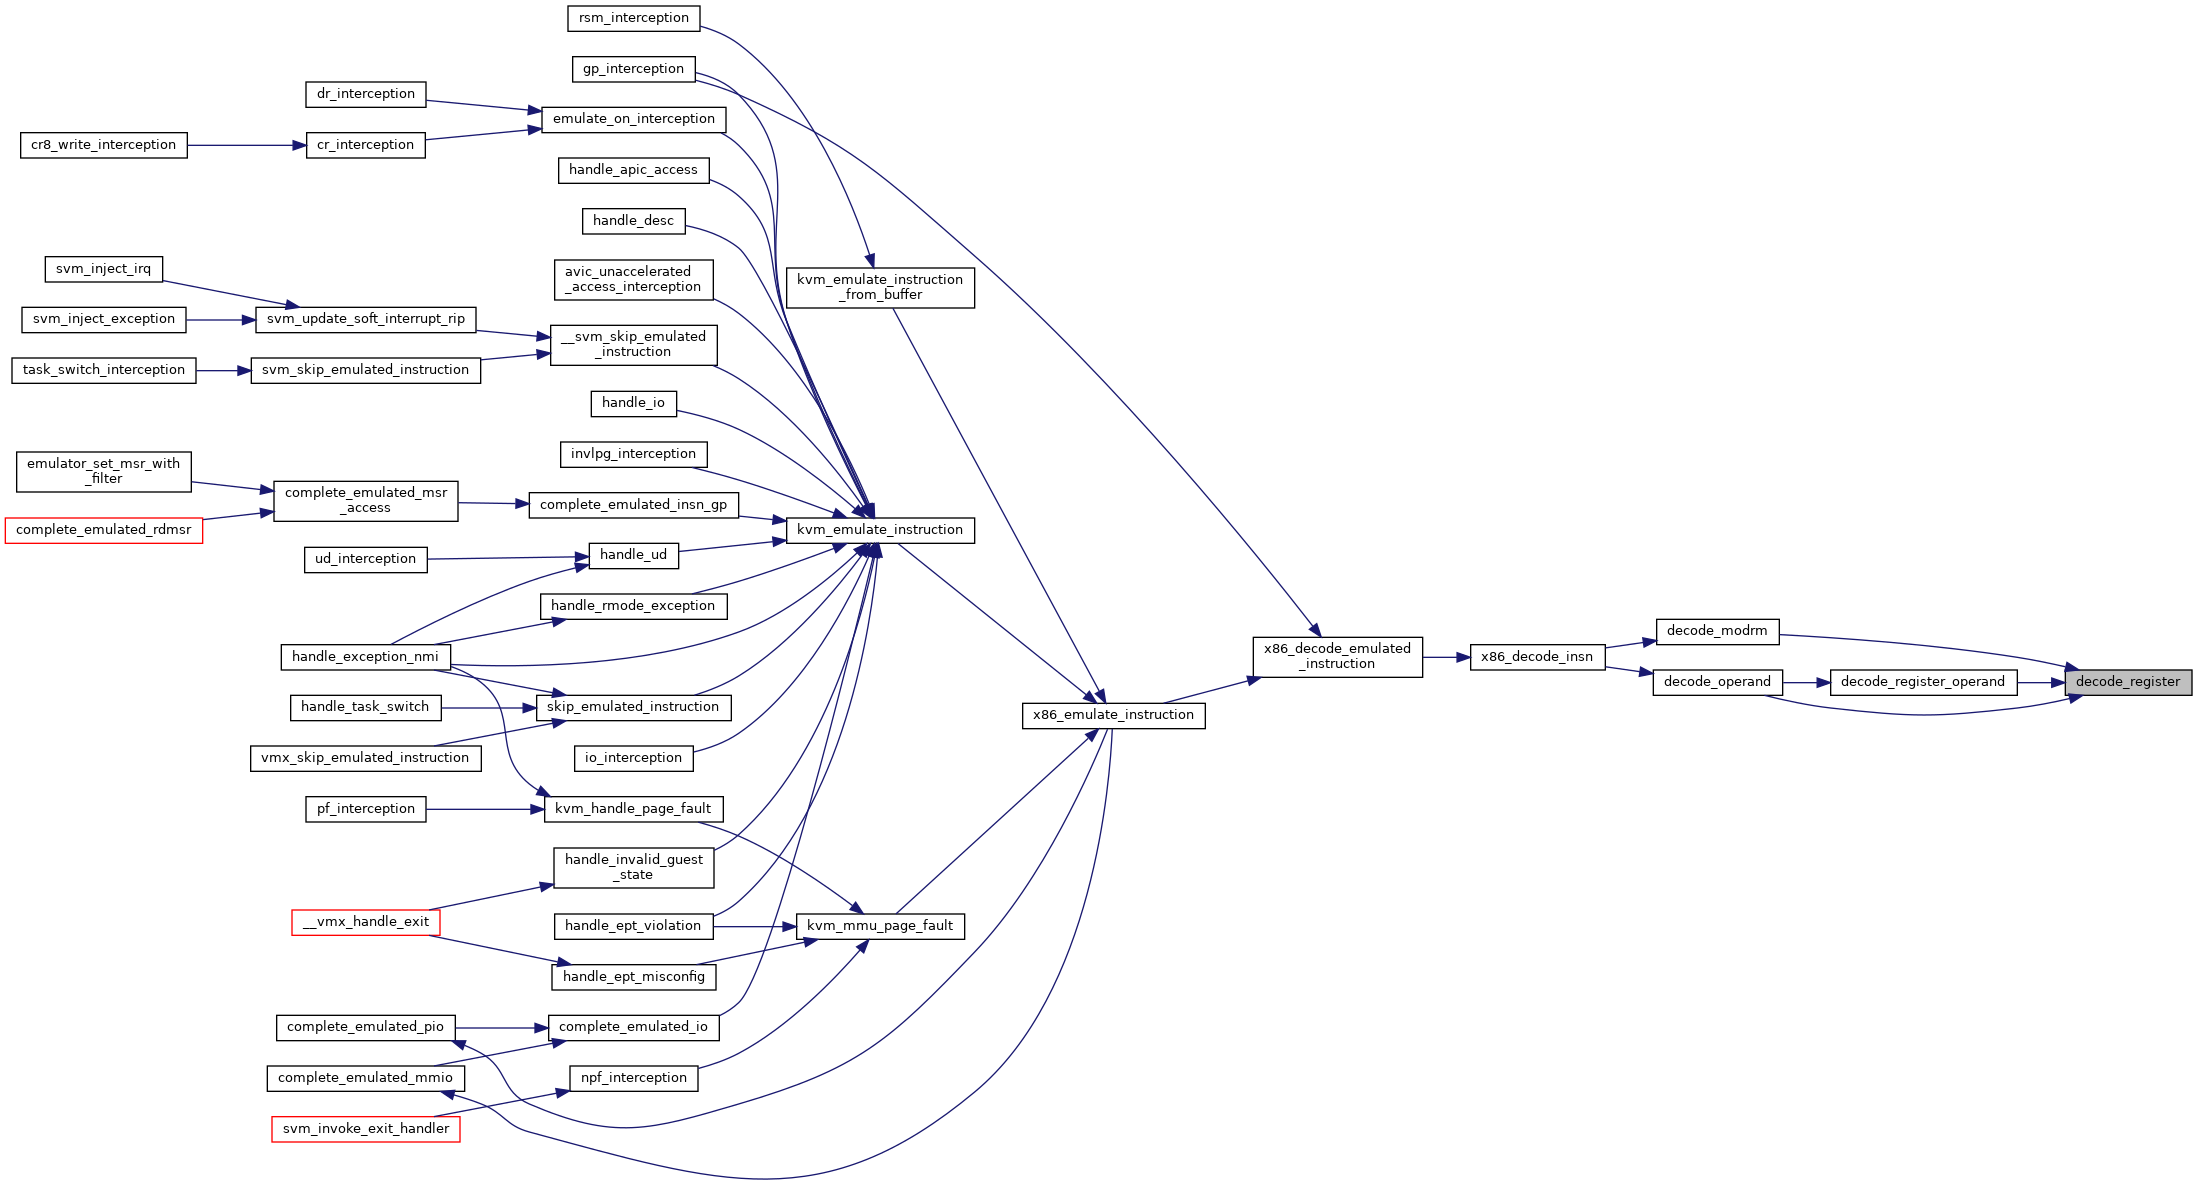 rsm_interception
gp_interception
dr_interception
emulate_on_interception
cr8_write_interception
cr_interception
handle_apic_access
handle_desc
svm_inject_irq
avic_unaccelerated
_access_interception
kvm_emulate_instruction
_from_buffer
svm_inject_exception
svm_update_soft_interrupt_rip
__svm_skip_emulated
_instruction
task_switch_interception
svm_skip_emulated_instruction
handle_io
invlpg_interception
emulator_set_msr_with
_filter
complete_emulated_msr
_access
complete_emulated_insn_gp
complete_emulated_rdmsr
kvm_emulate_instruction
ud_interception
handle_ud
handle_rmode_exception
handle_exception_nmi
x86_decode_emulated
_instruction
x86_decode_insn
decode_modrm
decode_operand
decode_register_operand
decode_register
handle_task_switch
skip_emulated_instruction
x86_emulate_instruction
vmx_skip_emulated_instruction
io_interception
pf_interception
kvm_handle_page_fault
handle_invalid_guest
_state
__vmx_handle_exit
handle_ept_violation
kvm_mmu_page_fault
handle_ept_misconfig
complete_emulated_pio
complete_emulated_io
complete_emulated_mmio
npf_interception
svm_invoke_exit_handler